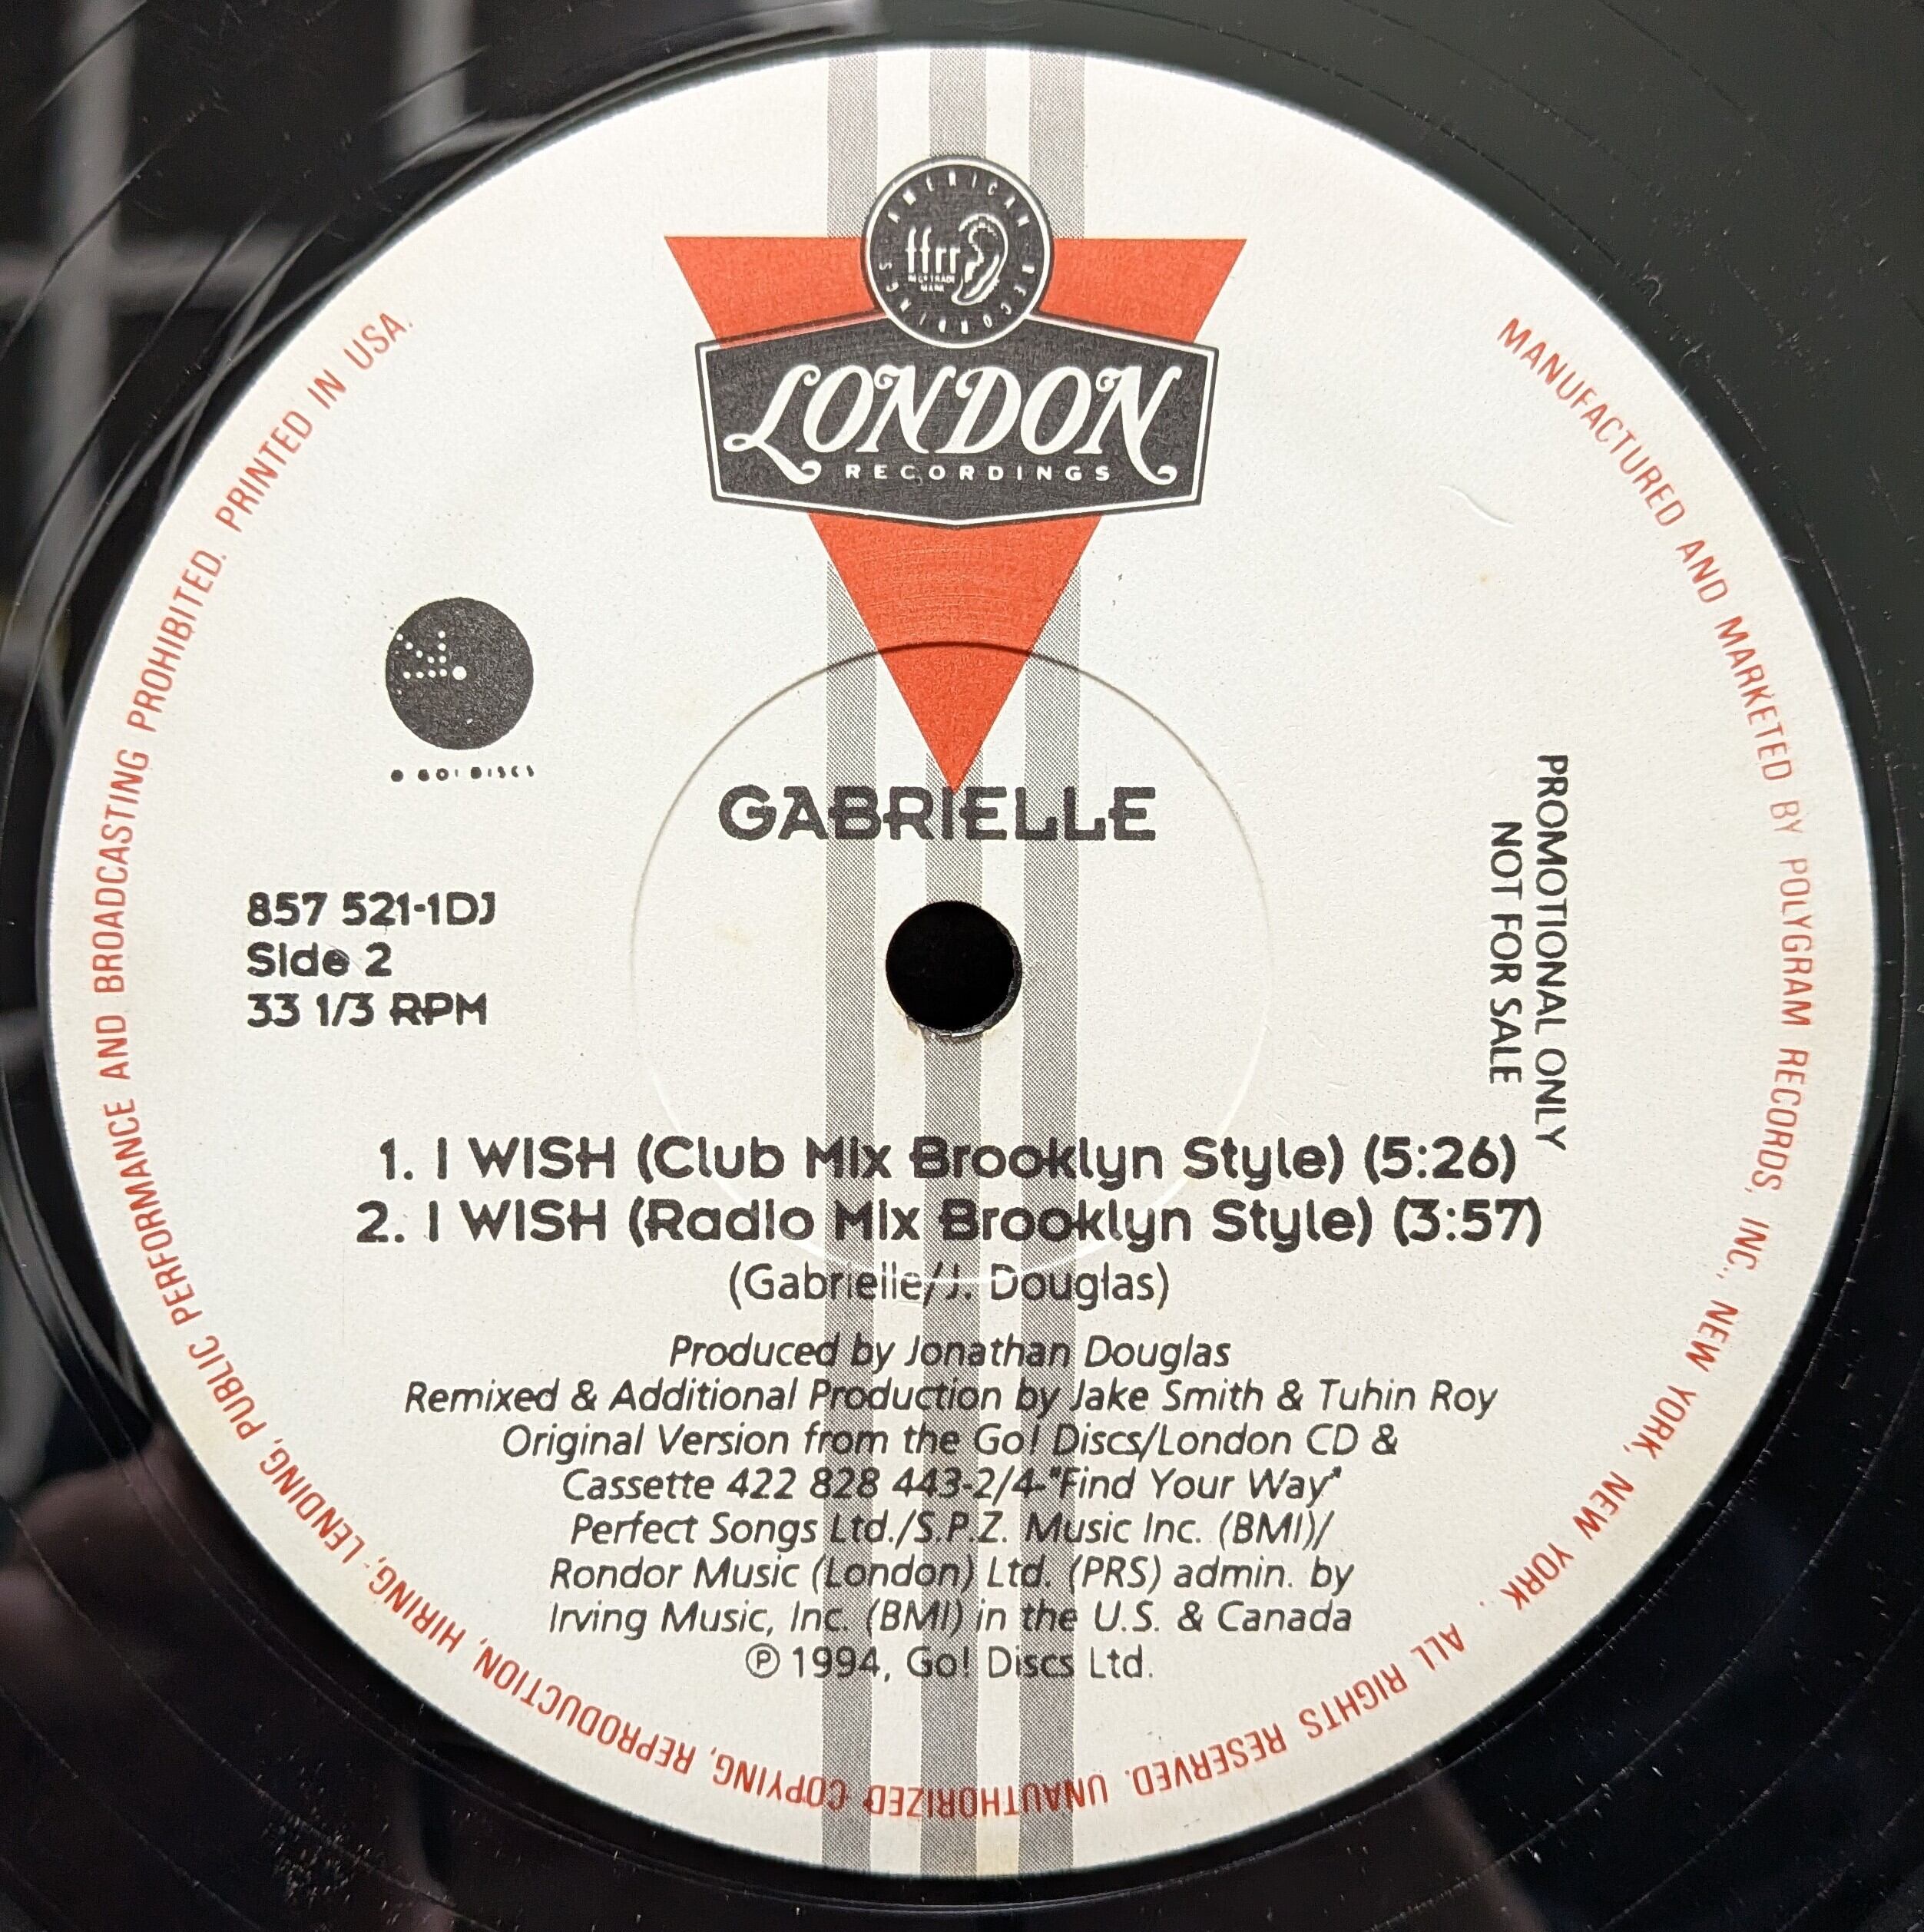 AMERICAN RECORDINGS
ffrr
REG'D TRADE
MARK
LONDON
RECORDINGS
GO! DISCS
GABRIELLE
857 521-1DJ
Side 2
33 1/3 RPM
PROMOTIONAL ONLY
NOT FOR SALE
1. I WISH (Club Mix Brooklyn Style) (5:26)
2. I WISH (Radio Mix Brooklyn Style) (3:57)
(Gabrielle/J. Douglas)
Produced by Jonathan Douglas
Remixed & Additional Production by Jake Smith & Tuhin Roy
Original Version from the Go! Discs/London CD &
Cassette 422 828 443-2/4-"Find Your Way"
Perfect Songs Ltd./S.P.Z. Music Inc. (BMI)/
Rondor Music (London) Ltd. (PRS) admin. by
Irving Music, Inc. (BMI) in the U.S. & Canada
℗ 1994, Go! Discs Ltd.
MANUFACTURED AND MARKETED BY POLYGRAM RECORDS, INC., NEW YORK, NEW YORK. ALL RIGHTS RESERVED. UNAUTHORIZED COPYING, REPRODUCTION, HIRING, LENDING, PUBLIC PERFORMANCE AND BROADCASTING PROHIBITED. PRINTED IN USA.